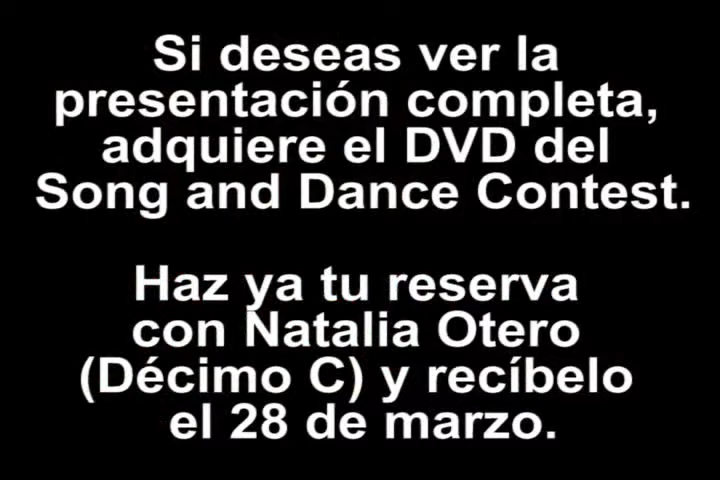 Si deseas ver la
presentación completa,
adquiere el DVD del
Song and Dance Contest.
Haz ya tu reserva
con Natalia Otero
(Décimo C) y recíbelo
el 28 de marzo.